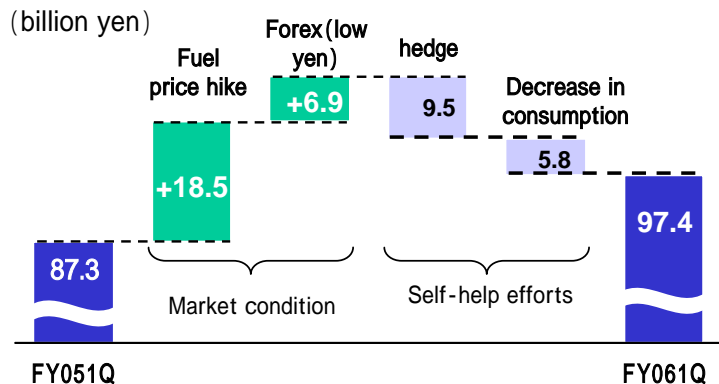 (billion yen)
Fuel
price hike
Forex(low
yen)
hedge
Decrease in
consumption
+6.9
9.5
5.8
+18.5
97.4
87.3
Market condition
Self-help efforts
FY051Q
FY061Q